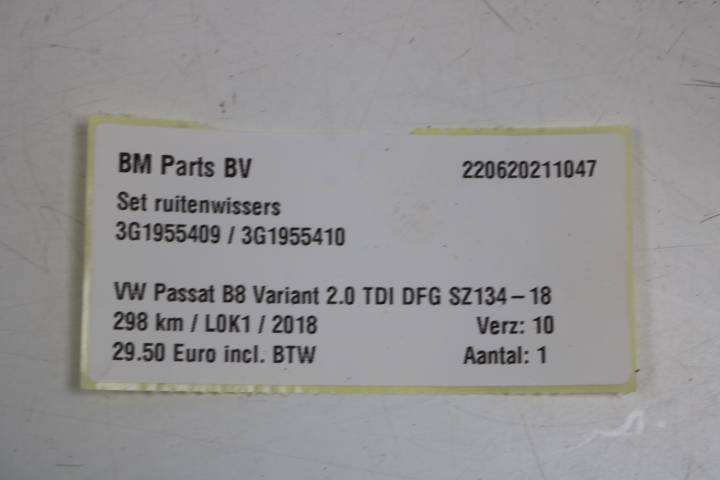 BM Parts BV 220620211047
Set ruitenwissers
3G1955409 / 3G1955410
VW Passat B8 Variant 2.0 TDI DFG SZ134-18
298 km / L0K1 / 2018 Verz: 10
29.50 Euro incl. BTW Aantal: 1